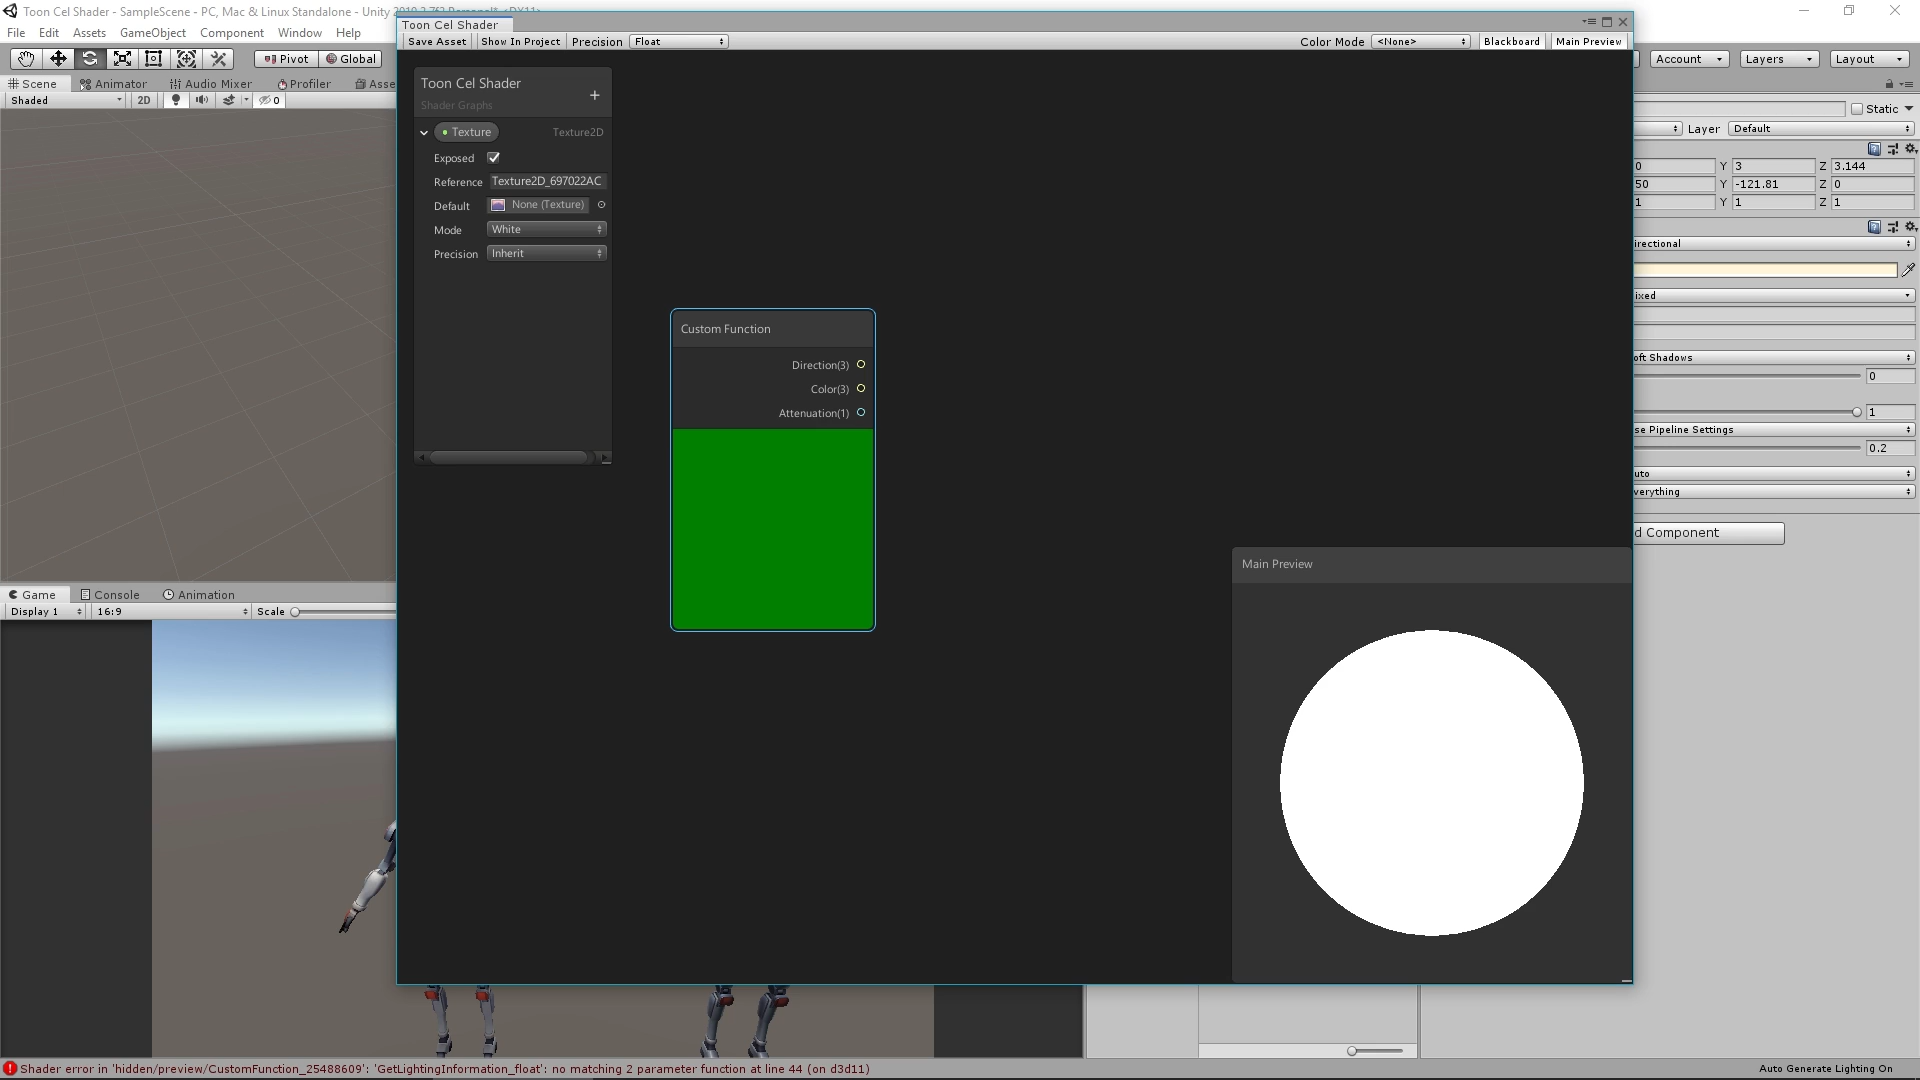 Toon Cel Shader - SampleScene - PC, Mac & Linux Standalone - Unity
File Edit Assets GameObject Component Window Help
Toon Cel Shader
Save Asset Show In Project Precision Float Color Mode <None> Blackboard Main Preview
Pivot Global Account Layers Layout
Scene Animator Audio Mixer Profiler Asse
Shaded 2D 0
Toon Cel Shader
Shader Graphs
Texture Texture2D
Exposed
Reference Texture2D_697022AC
Default None (Texture)
Mode White
Precision Inherit
Custom Function
Direction(3)
Color(3)
Attenuation(1)
Main Preview
Static
Layer Default
0 Y 3 Z 3.144
50 Y -121.81 Z 0
1 Y 1 Z 1
irectional
ixed
oft Shadows
0
1
se Pipeline Settings
0.2
uto
verything
d Component
Game Console Animation
Display 1 16:9 Scale
Shader error in 'hidden/preview/CustomFunction_25488609': 'GetLightingInformation_float': no matching 2 parameter function at line 44 (on d3d11)
Auto Generate Lighting On